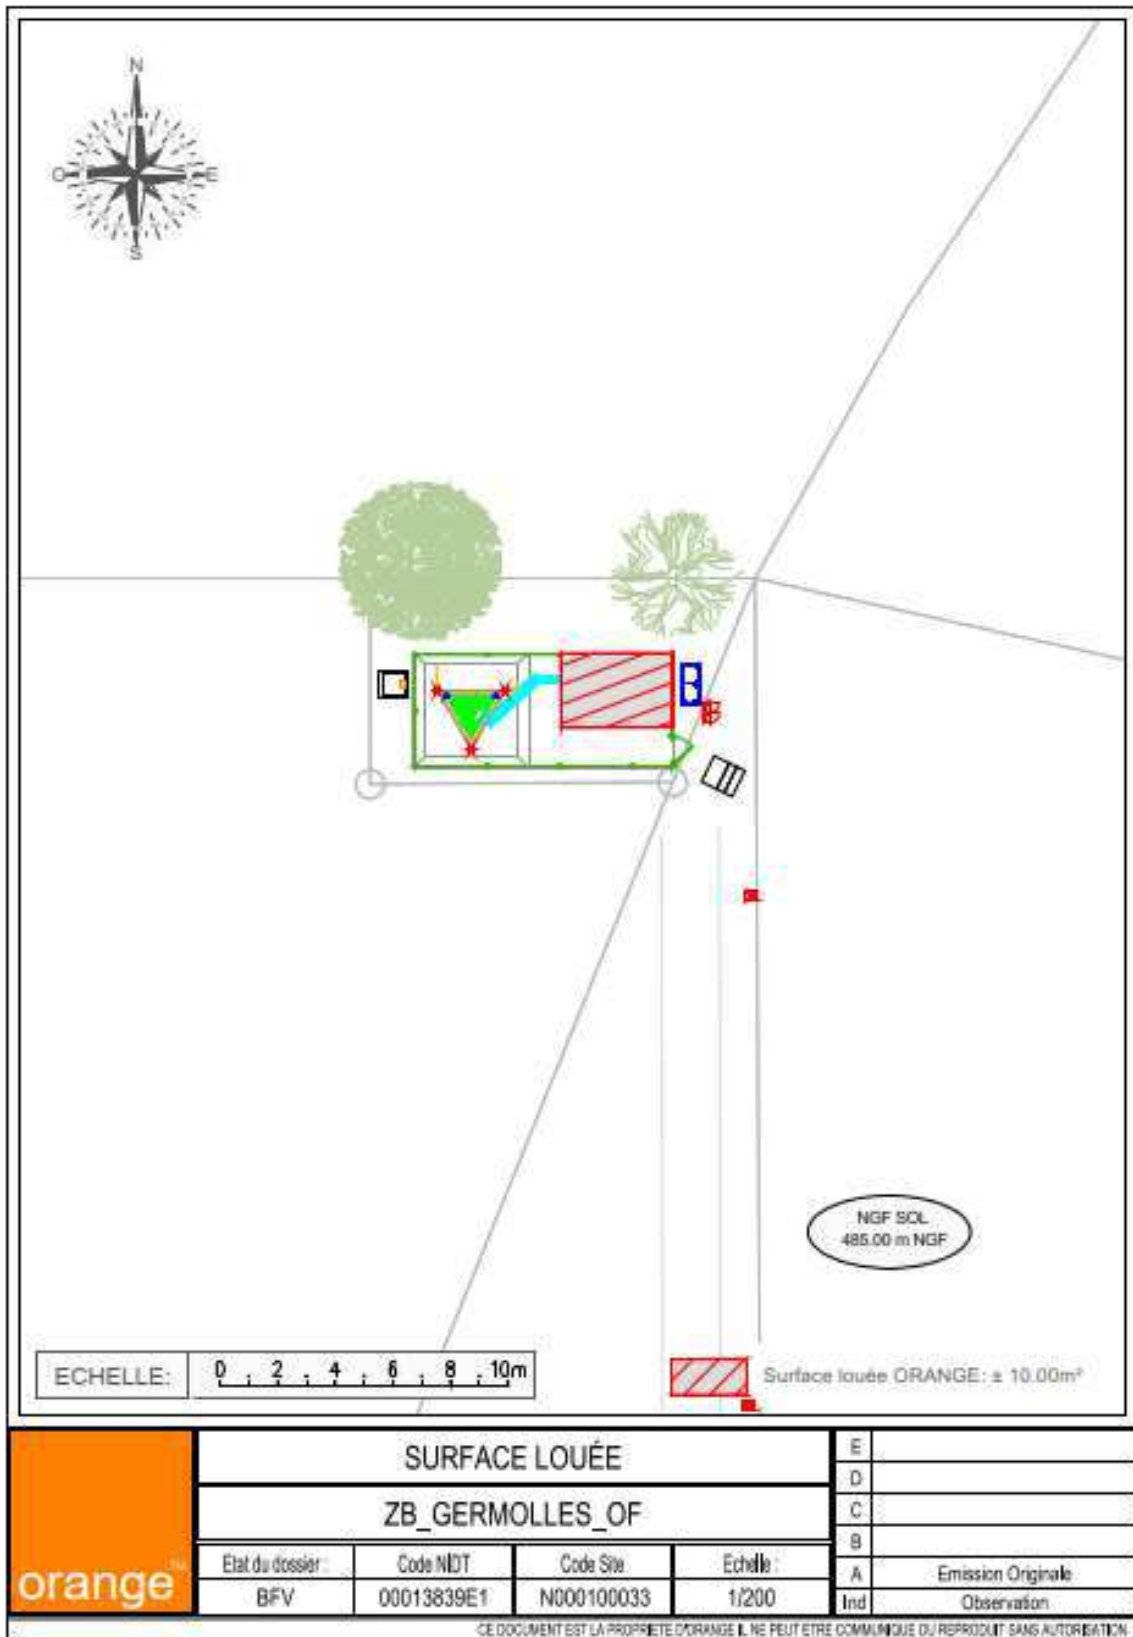 N
O E
S
NGF SOL
485.00 m NGF
ECHELLE: 0 2 4 6 8 10m
Surface louée ORANGE: ± 10.00m²
SURFACE LOUÉE
ZB_GERMOLLES_OF
Etat du dossier : Code NIDT Code Site Echelle :
BFV 00013839E1 N000100033 1/200
orange™
E
D
C
B
A Emission Originale
Ind Observation
CE DOCUMENT EST LA PROPRIETE D'ORANGE IL NE PEUT ETRE COMMUNIQUE OU REPRODUIT SANS AUTORISATION